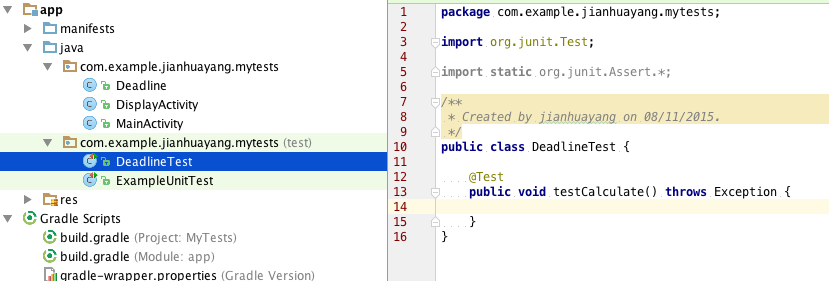 app
manifests
java
com.example.jianhuayang.mytests
Deadline
DisplayActivity
MainActivity
com.example.jianhuayang.mytests (test)
DeadlineTest
ExampleUnitTest
res
Gradle Scripts
build.gradle (Project: MyTests)
build.gradle (Module: app)
gradle-wrapper.properties (Gradle Version)
1 package com.example.jianhuayang.mytests;
2
3 import org.junit.Test;
4
5 import static org.junit.Assert.*;
6
7 /**
8 * Created by jianhuayang on 08/11/2015.
9 */
10 public class DeadlineTest {
11
12 @Test
13 public void testCalculate() throws Exception {
14
15 }
16 }